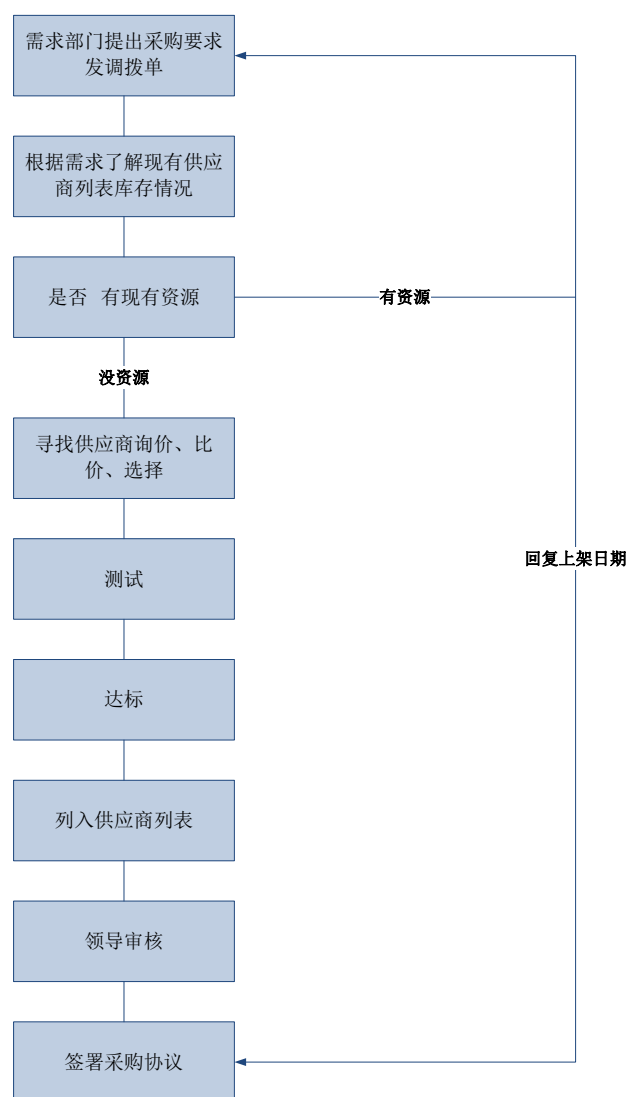 需求部门提出采购要求
发调拨单
根据需求了解现有供应
商列表库存情况
是否 有现有资源
有资源
没资源
寻找供应商询价、比
价、选择
回复上架日期
测试
达标
列入供应商列表
领导审核
签署采购协议